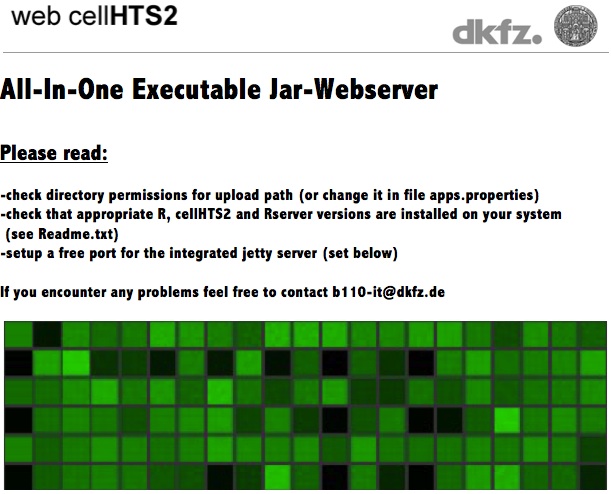 web cellHTS2
dkfz.
All-In-One Executable Jar-Webserver
Please read:
-check directory permissions for upload path (or change it in file apps.properties)
-check that appropriate R, cellHTS2 and Rserver versions are installed on your system
(see Readme.txt)
-setup a free port for the integrated jetty server (set below)
If you encounter any problems feel free to contact b110-it@dkfz.de